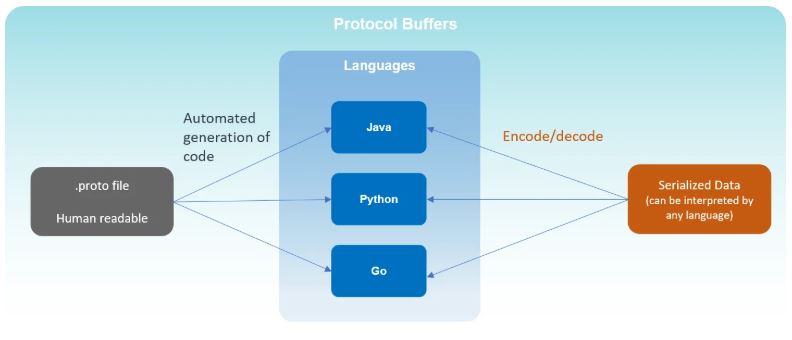 Protocol Buffers
Languages
Automated
generation of
code
Java
Encode/decode
.proto file
Human readable
Python
Serialized Data
(can be interpreted by
any language)
Go